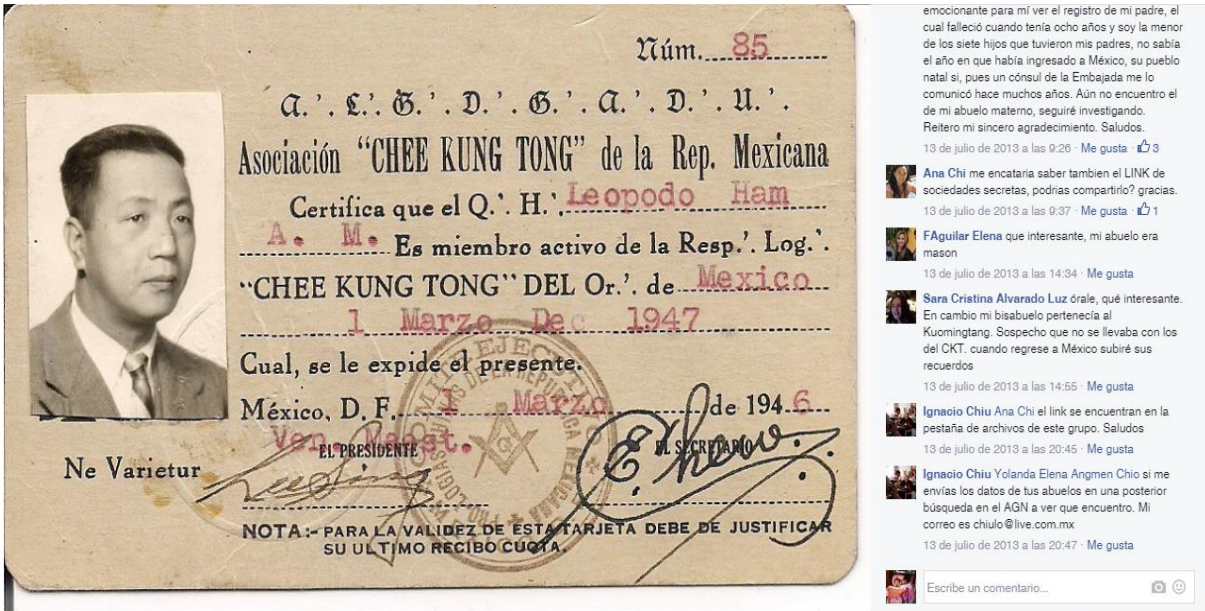 Núm. 85
A.'. L.'. G.'. D.'. G.'. A.'. D.'. U.'.
Asociación “CHEE KUNG TONG” de la Rep. Mexicana
Certifica que el Q.'. H.'. Leopodo Ham
A. M. Es miembro activo de la Resp.'. Log.'.
“CHEE KUNG TONG” DEL Or.'. de Mexico
1 Marzo Dec 1947
Cual, se le expide el presente.
México, D. F. 1 Marzo de 1946
Ven. st.
EL PRESIDENTE
EL SECRETARIO
Ne Varietur
Lee Sing
NOTA:- PARA LA VALIDEZ DE ESTA TARJETA DEBE DE JUSTIFICAR
SU ULTIMO RECIBO CUOTA.
emocionante para mí ver el registro de mi padre, el
cual falleció cuando tenía ocho años y soy la menor
de los siete hijos que tuvieron mis padres, no sabía
el año en que había ingresado a México, su pueblo
natal si, pues un cónsul de la Embajada me lo
comunicó hace muchos años. Aún no encuentro el
de mi abuelo materno, seguiré investigando.
Reitero mi sincero agradecimiento. Saludos.
13 de julio de 2013 a las 9:26 · Me gusta · 3
Ana Chi me encataria saber tambien el LINK de
sociedades secretas, podrias compartirlo? gracias.
13 de julio de 2013 a las 9:37 · Me gusta · 1
FAguilar Elena que interesante, mi abuelo era
mason
13 de julio de 2013 a las 14:34 · Me gusta
Sara Cristina Alvarado Luz órale, qué interesante.
En cambio mi bisabuelo pertenecía al
Kuomingtang. Sospecho que no se llevaba con los
del CKT. cuando regrese a México subiré sus
recuerdos
13 de julio de 2013 a las 14:55 · Me gusta
Ignacio Chiu Ana Chi el link se encuentran en la
pestaña de archivos de este grupo. Saludos
13 de julio de 2013 a las 20:45 · Me gusta
Ignacio Chiu Yolanda Elena Angmen Chio si me
envías los datos de tus abuelos en una posterior
búsqueda en el AGN a ver que encuentro. Mi
correo es chiulo@live.com.mx
13 de julio de 2013 a las 20:47 · Me gusta
Escribe un comentario...